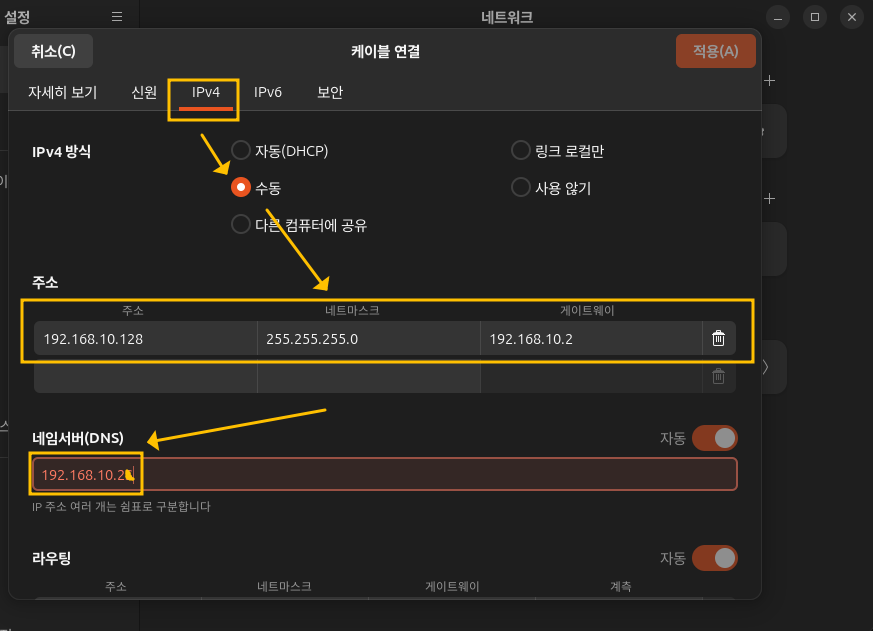 설정 네트워크
취소(C) 케이블 연결 적용(A)
자세히 보기 신원 IPv4 IPv6 보안
IPv4 방식 자동(DHCP) 링크 로컬만
수동 사용 않기
다른 컴퓨터에 공유
주소
주소 네트마스크 게이트웨이
192.168.10.128 255.255.255.0 192.168.10.2
네임서버(DNS) 자동
IP 주소 여러 개는 쉼표로 구분합니다
라우팅 자동
주소 네트마스크 게이트웨이 계측